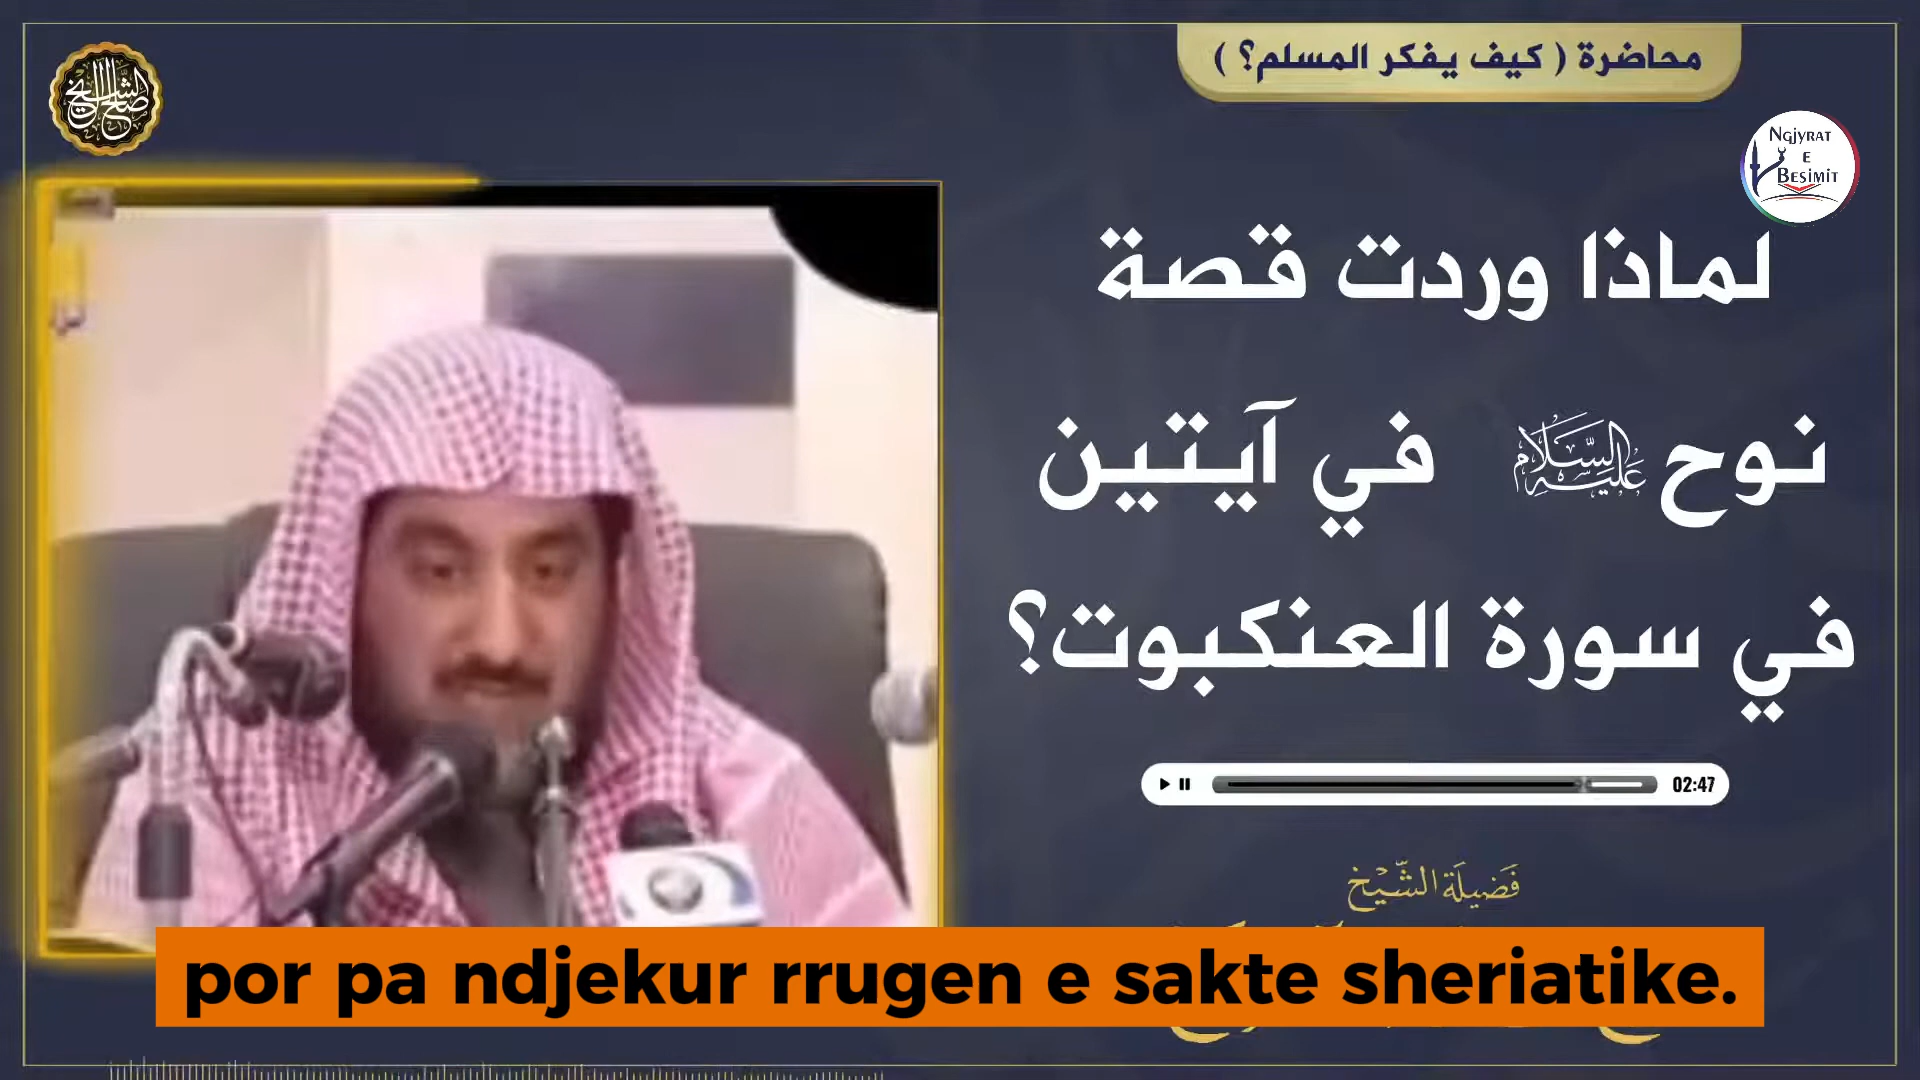 محاضرة ( كيف يفكر المسلم؟ )
NGJYRAT
E
BESIMIT
لماذا وردت قصة
نوح عليه السلام في آيتين
في سورة العنكبوت؟
02:47
فضيلة الشيخ
por pa ndjekur rrugen e sakte sheriatike.